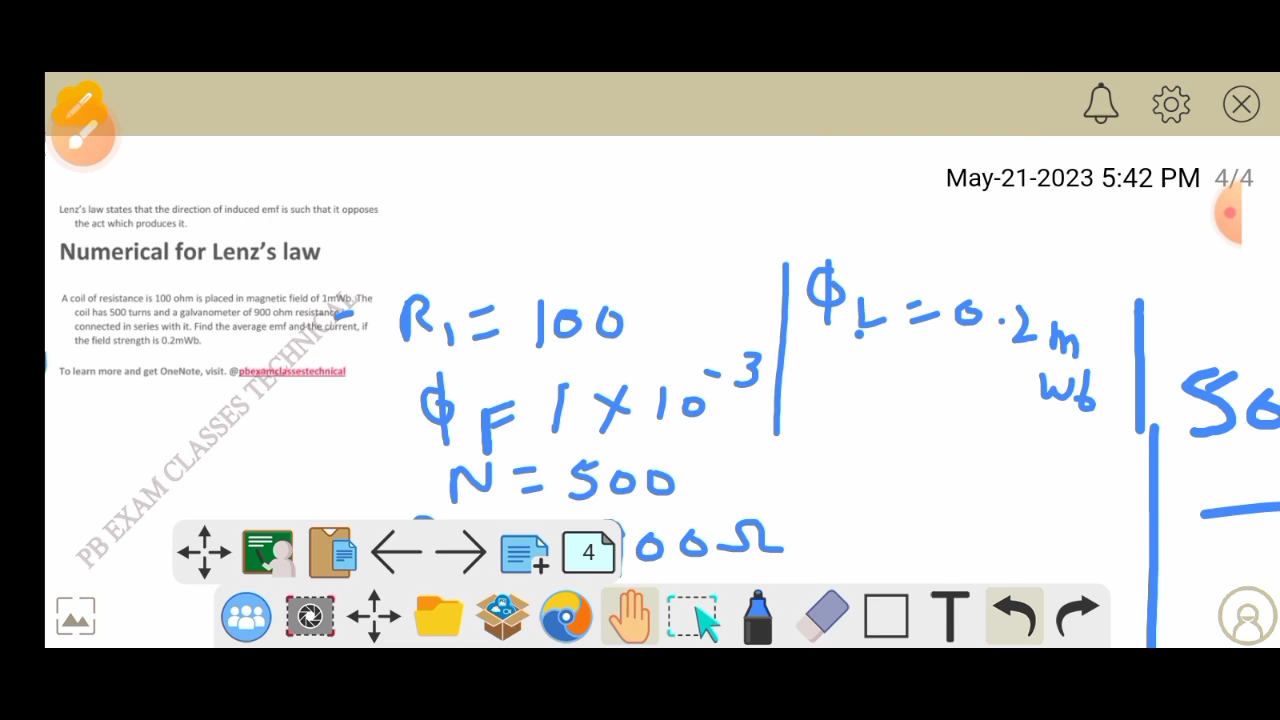 May-21-2023 5:42 PM 4/4
Lenz's law states that the direction of induced emf is such that it opposes
the act which produces it.
Numerical for Lenz's law
A coil of resistance is 100 ohm is placed in magnetic field of 1mWb. The
coil has 500 turns and a galvanometer of 900 ohm resistance
connected in series with it. Find the average emf and the current, if
the field strength is 0.2mWb.
To learn more and get OneNote, visit. @pbexamclassestechnical
PB EXAM CLASSES TECHNICAL
R₁ = 100
ϕF 1 × 10⁻³
N = 500
00Ω
ϕL = 0.2 m
Wb
50
4
T